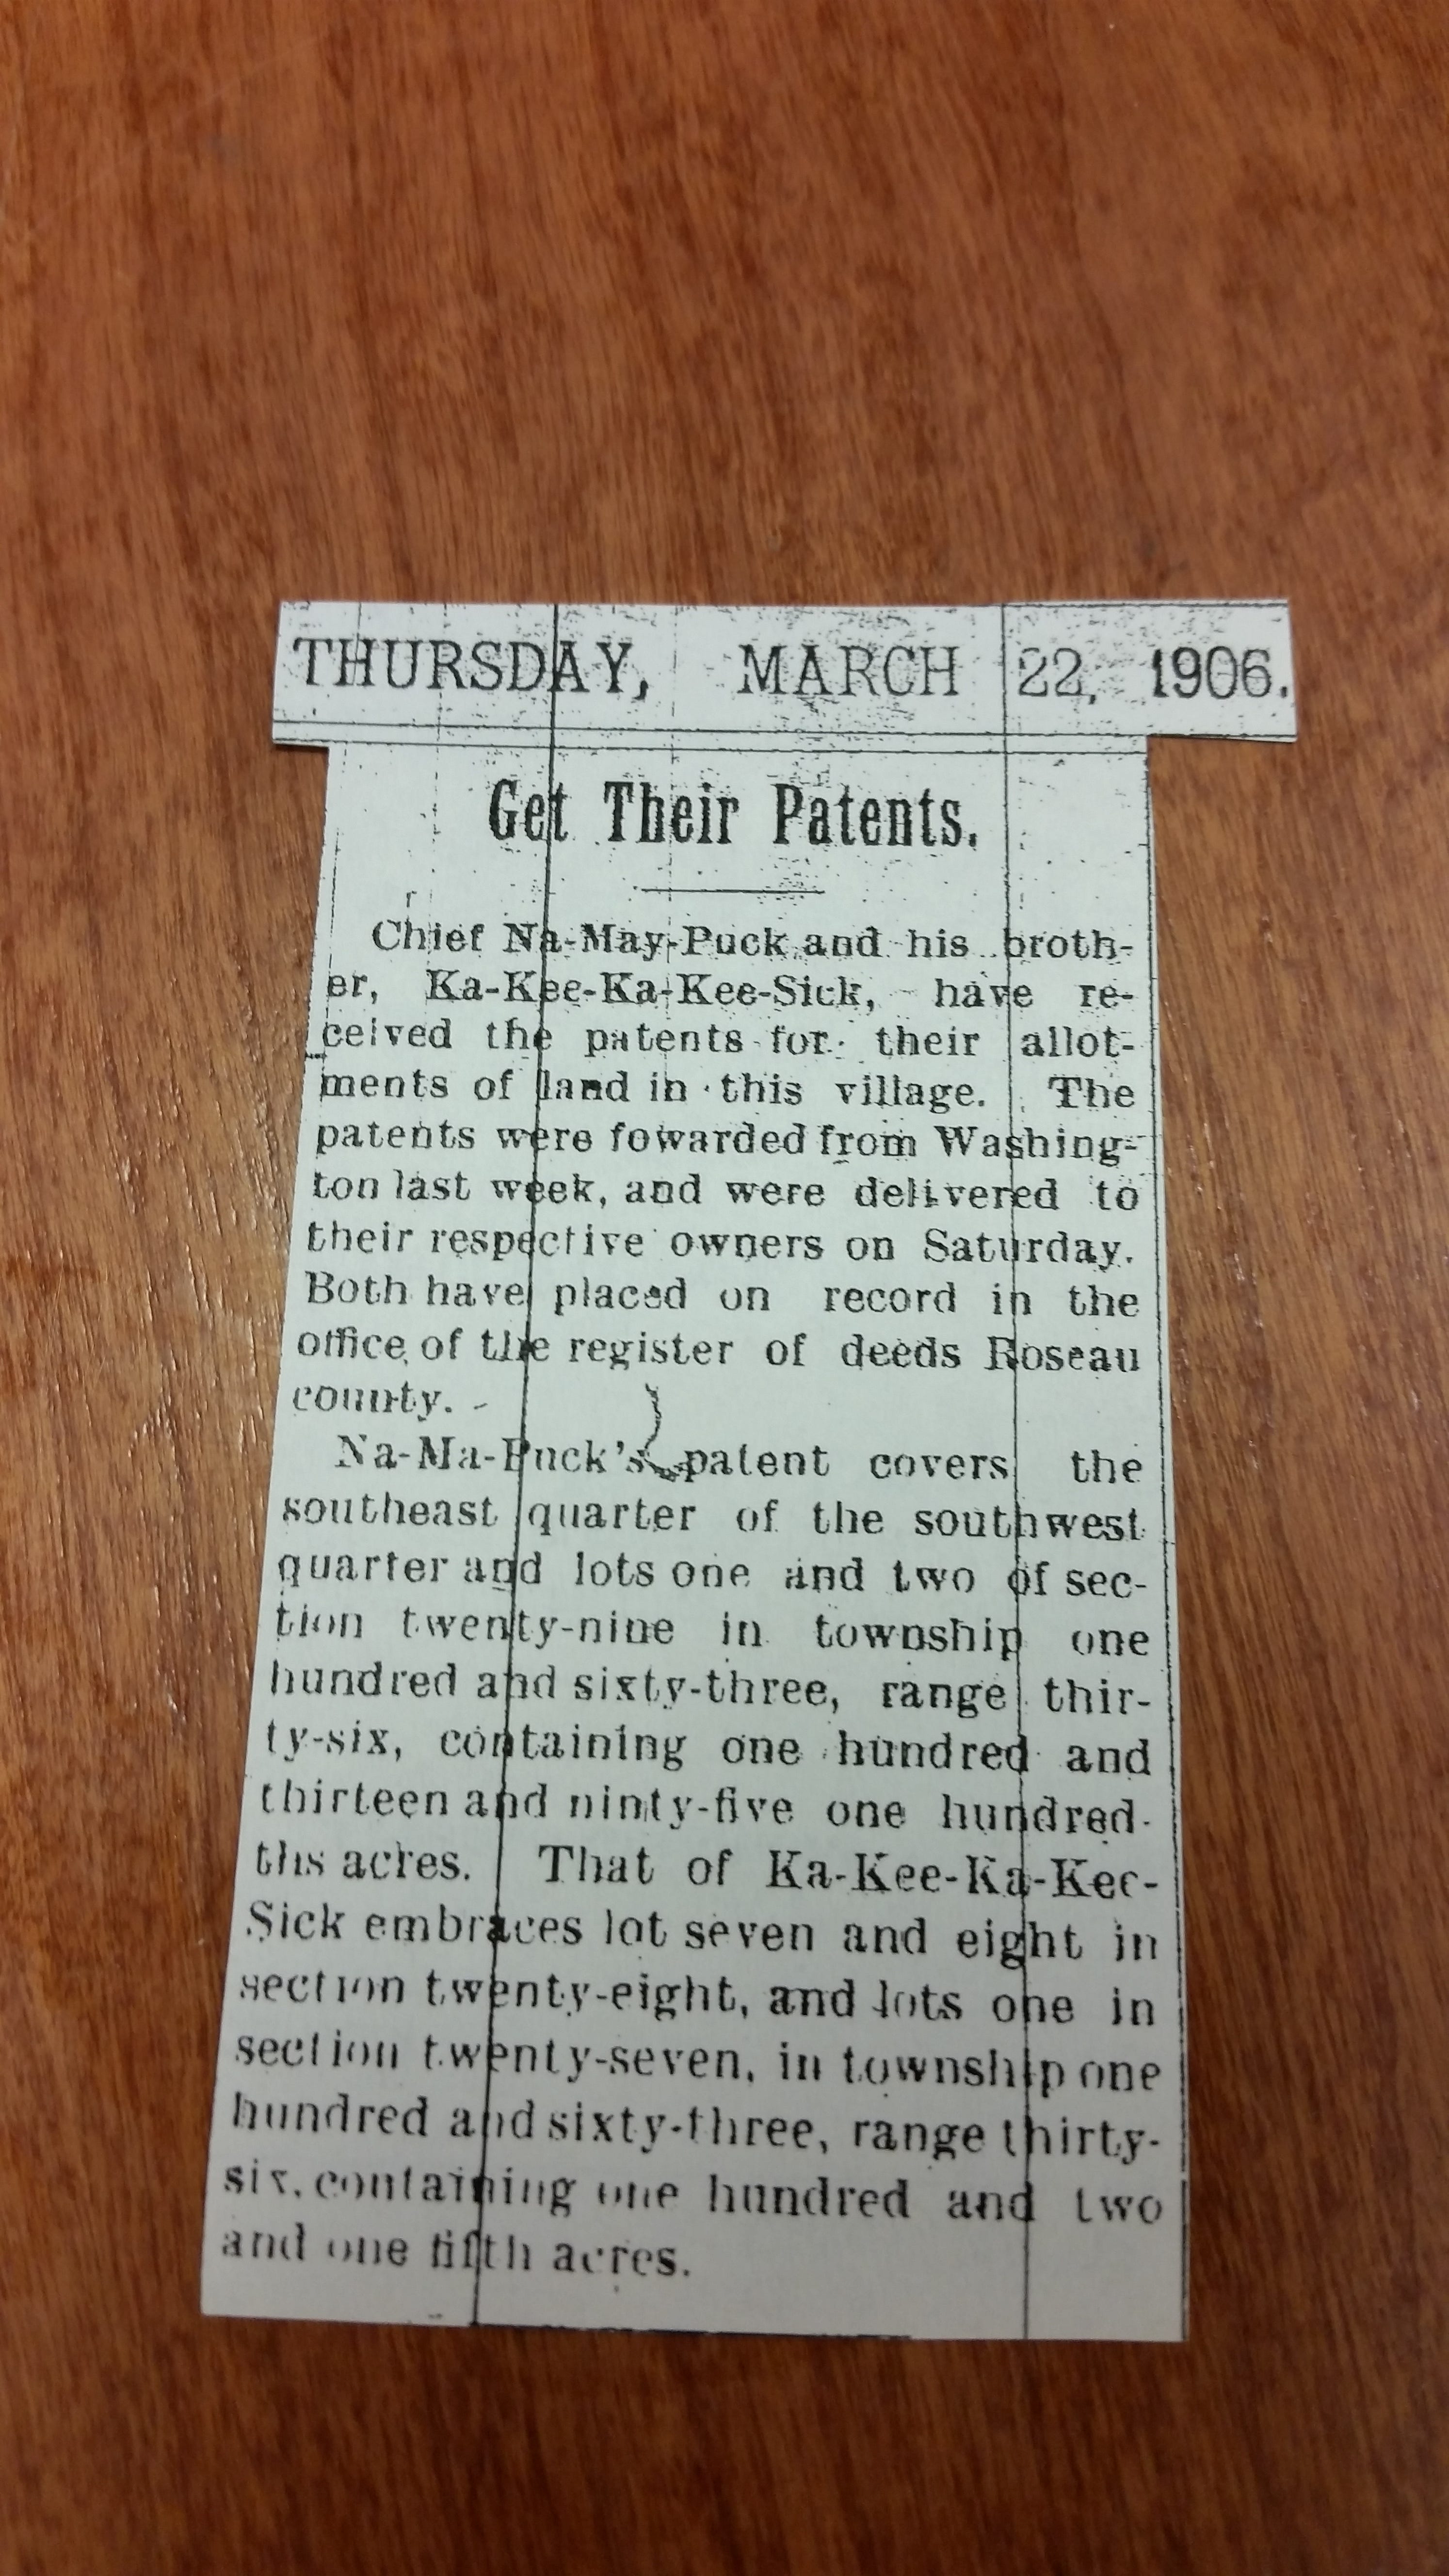 THURSDAY, MARCH 22, 1906.
Get Their Patents.
Chief Na-May-Puck and his broth-
er, Ka-Kee-Ka-Kee-Sick, have re-
ceived the patents for their allot-
ments of land in this village. The
patents were fowarded from Washing-
ton last week, and were delivered to
their respective owners on Saturday.
Both have placed on record in the
office of the register of deeds Roseau
county.
Na-Ma-Puck's patent covers the
southeast quarter of the southwest
quarter and lots one and two of sec-
tion twenty-nine in township one
hundred and sixty-three, range thir-
ty-six, containing one hundred and
thirteen and ninty-five one hundred-
ths acres. That of Ka-Kee-Ka-Kee-
Sick embraces lot seven and eight in
section twenty-eight, and lots one in
section twenty-seven, in township one
hundred and sixty-three, range thirty-
six, containing one hundred and two
and one fifth acres.